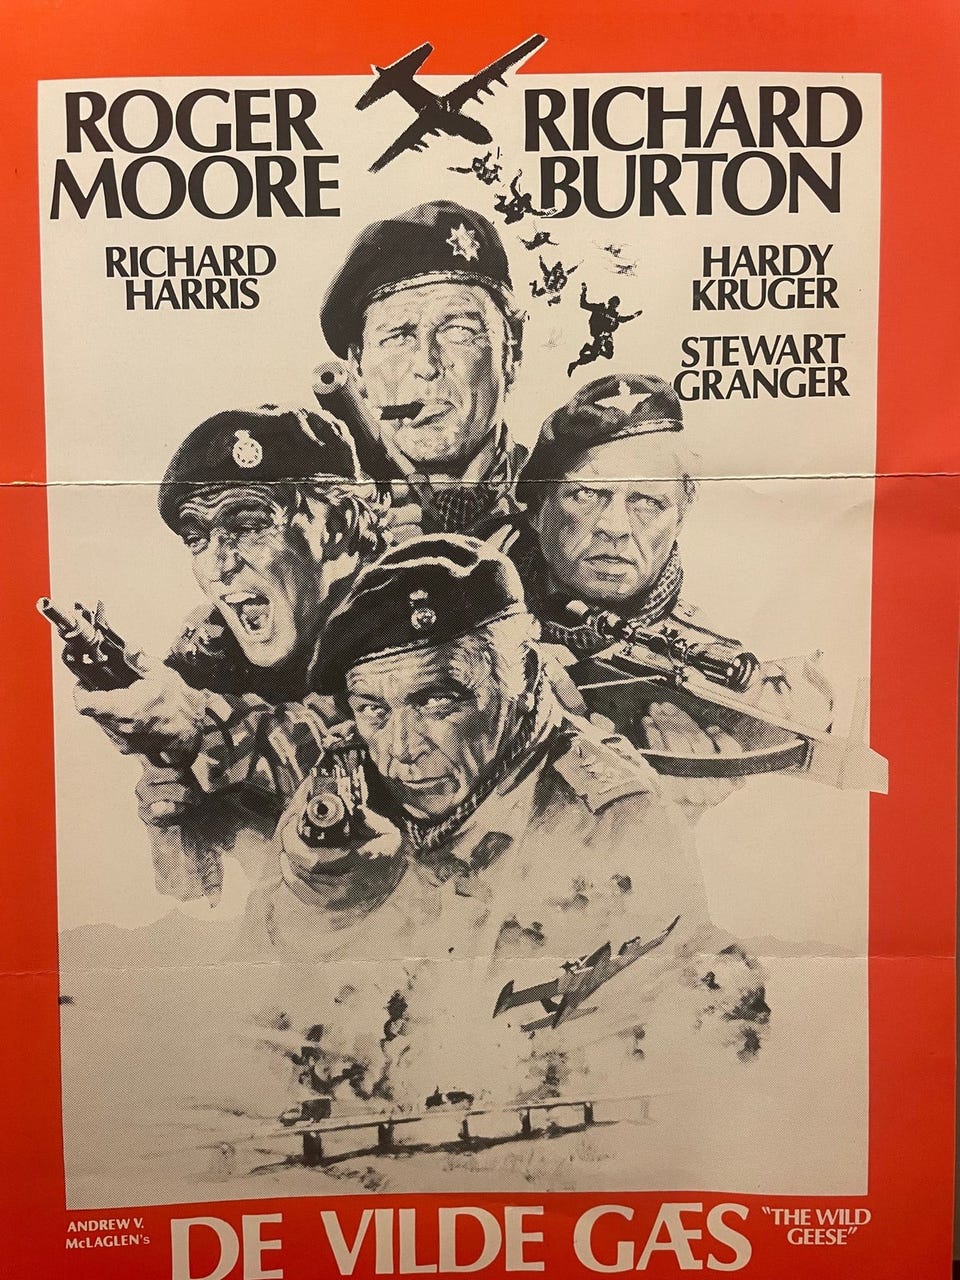 ROGER
MOORE
RICHARD
BURTON
RICHARD
HARRIS
HARDY
KRUGER
STEWART
GRANGER
ANDREW V.
McLAGLEN's
DE VILDE GÆS
"THE WILD
GEESE"